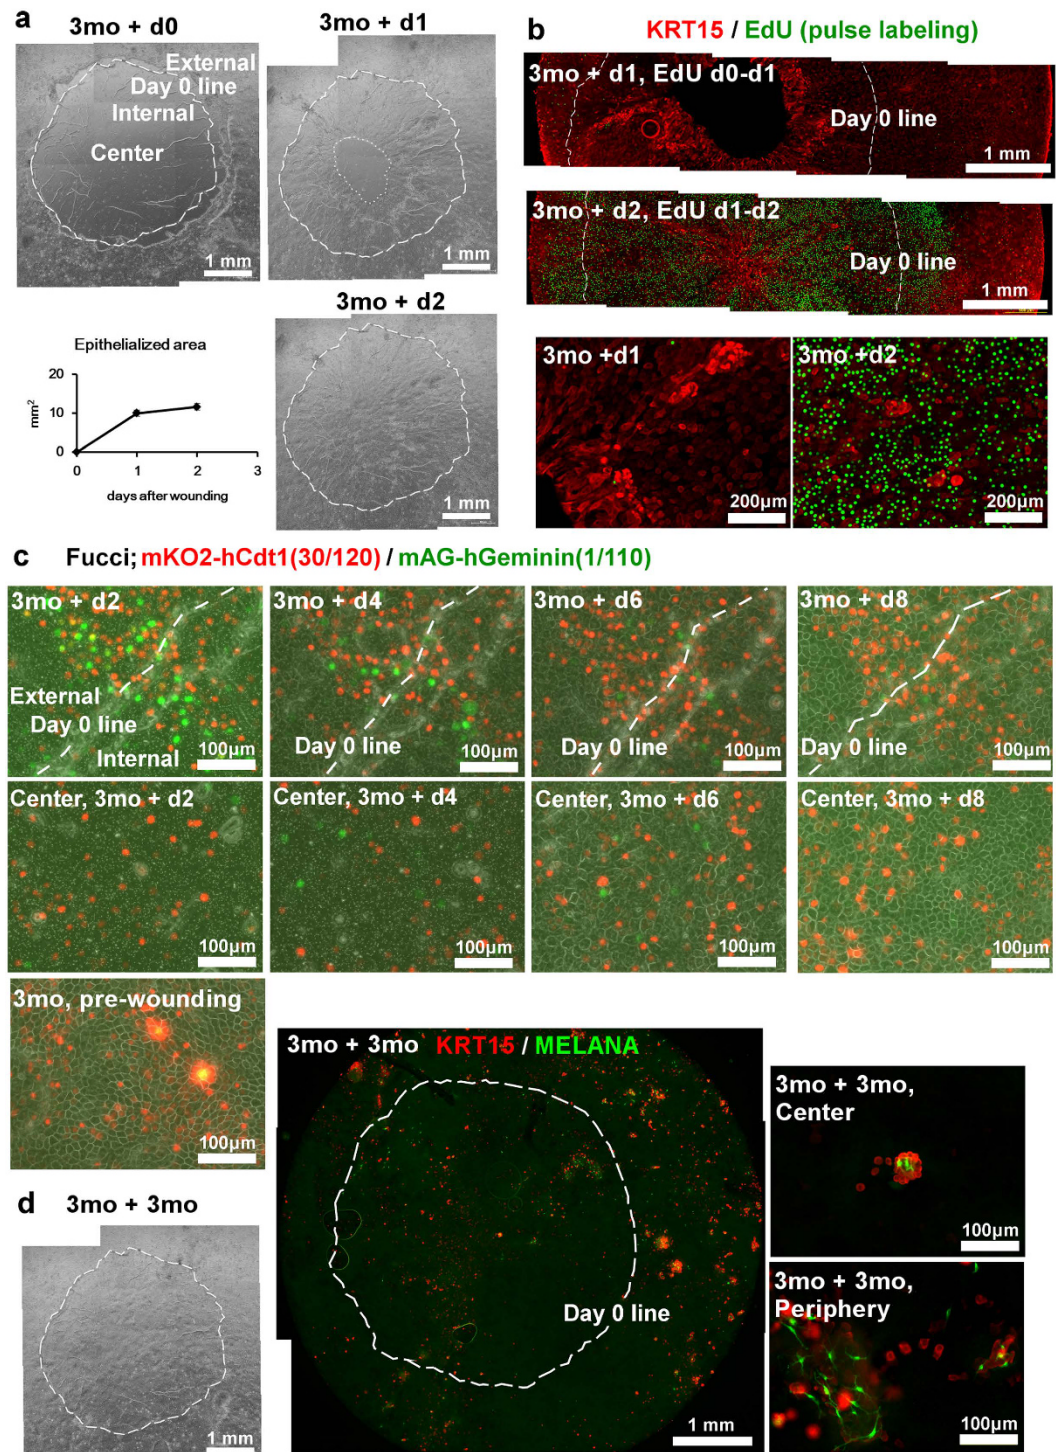 a
3mo + d0
External
Day 0 line
Internal
Center
1 mm
3mo + d1
1 mm
Epithelialized area
20
10
0
mm²
0
1
2
3
days after wounding
3mo + d2
1 mm
b
KRT15 / EdU (pulse labeling)
3mo + d1, EdU d0-d1
Day 0 line
1 mm
3mo + d2, EdU d1-d2
Day 0 line
1 mm
3mo +d1
200µm
3mo +d2
200µm
c
Fucci; mKO2-hCdt1(30/120) / mAG-hGeminin(1/110)
3mo + d2
External
Day 0 line
Internal
100µm
3mo + d4
Day 0 line
100µm
3mo + d6
Day 0 line
100µm
3mo + d8
Day 0 line
100µm
Center, 3mo + d2
100µm
Center, 3mo + d4
100µm
Center, 3mo + d6
100µm
Center, 3mo + d8
100µm
3mo, pre-wounding
100µm
d
3mo + 3mo
1 mm
3mo + 3mo KRT15 / MELANA
Day 0 line
1 mm
3mo + 3mo,
Center
100µm
3mo + 3mo,
Periphery
100µm